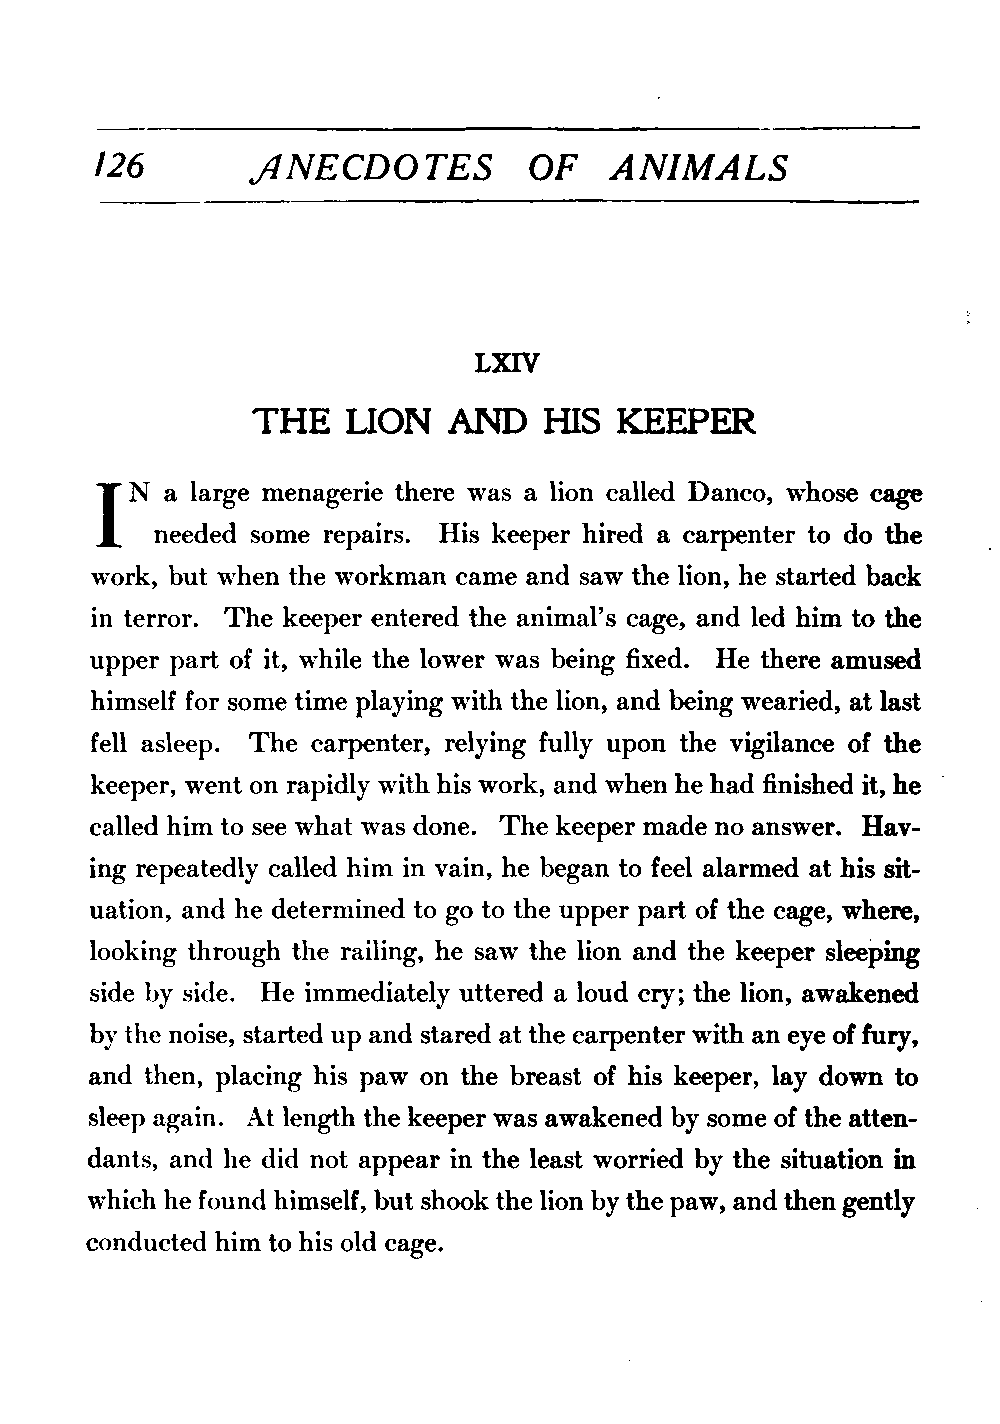 126 ANECDOTES OF ANIMALS
LXIV
THE LION AND HIS KEEPER
IN a large menagerie there was a lion called Danco, whose cage
needed some repairs. His keeper hired a carpenter to do the
work, but when the workman came and saw the lion, he started back
in terror. The keeper entered the animal's cage, and led him to the
upper part of it, while the lower was being fixed. He there amused
himself for some time playing with the lion, and being wearied, at last
fell asleep. The carpenter, relying fully upon the vigilance of the
keeper, went on rapidly with his work, and when he had finished it, he
called him to see what was done. The keeper made no answer. Hav-
ing repeatedly called him in vain, he began to feel alarmed at his sit-
uation, and he determined to go to the upper part of the cage, where,
looking through the railing, he saw the lion and the keeper sleeping
side by side. He immediately uttered a loud cry; the lion, awakened
by the noise, started up and stared at the carpenter with an eye of fury,
and then, placing his paw on the breast of his keeper, lay down to
sleep again. At length the keeper was awakened by some of the atten-
dants, and he did not appear in the least worried by the situation in
which he found himself, but shook the lion by the paw, and then gently
conducted him to his old cage.